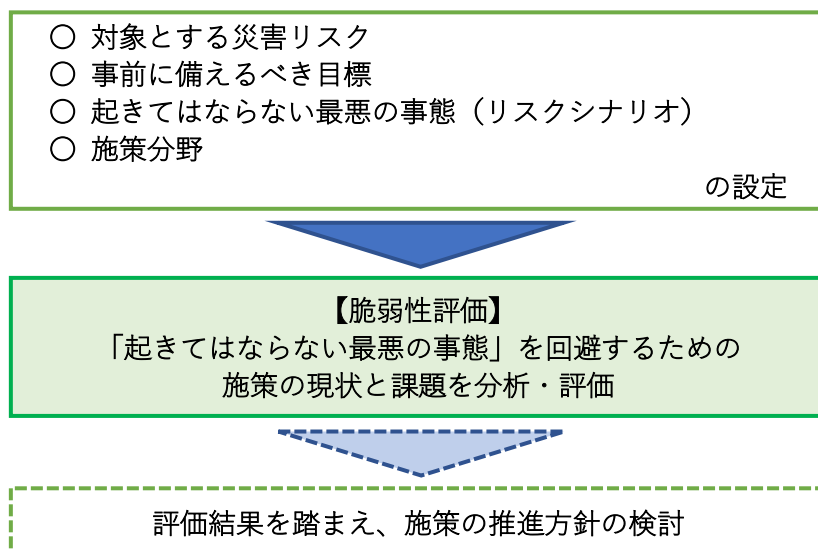 ○ 対象とする災害リスク
○ 事前に備えるべき目標
○ 起きてはならない最悪の事態（リスクシナリオ）
○ 施策分野
の設定
【脆弱性評価】
「起きてはならない最悪の事態」を回避するための
施策の現状と課題を分析・評価
評価結果を踏まえ、施策の推進方針の検討